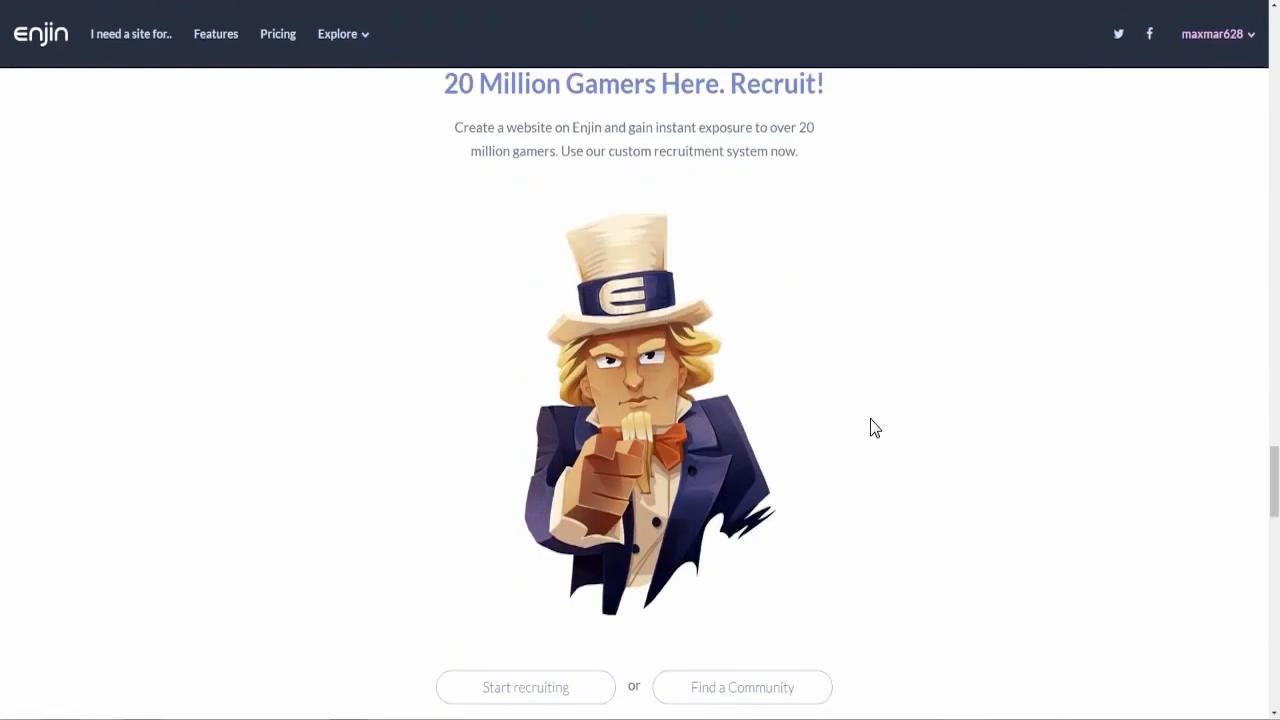 enjin
I need a site for..
Features
Pricing
Explore
maxmar628
20 Million Gamers Here. Recruit!
Create a website on Enjin and gain instant exposure to over 20
million gamers. Use our custom recruitment system now.
E
Start recruiting
or
Find a Community